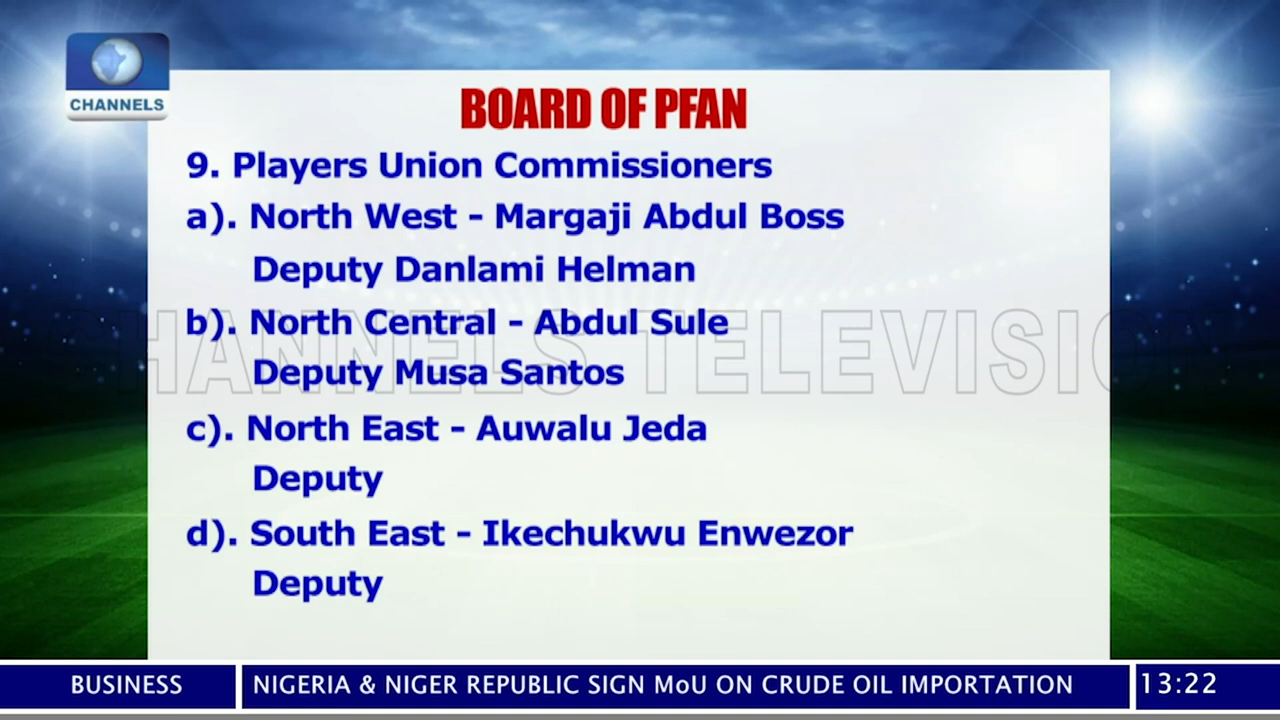 CHANNELS
BOARD OF PFAN
9. Players Union Commissioners
a). North West - Margaji Abdul Boss
Deputy Danlami Helman
b). North Central - Abdul Sule
Deputy Musa Santos
CHANNELS TELEVISIO
c). North East - Auwalu Jeda
Deputy
d). South East - Ikechukwu Enwezor
Deputy
BUSINESS
NIGERIA & NIGER REPUBLIC SIGN MoU ON CRUDE OIL IMPORTATION
13:22